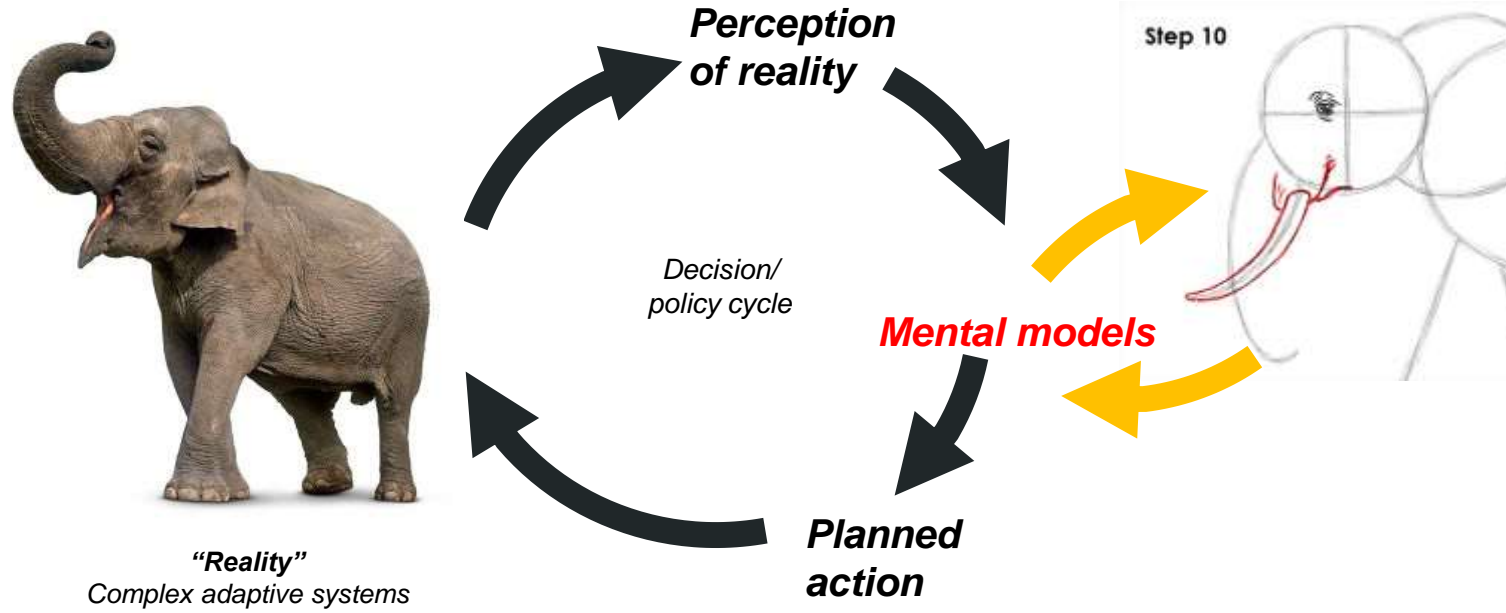 Perception
of reality
Step 10
Decision/
policy cycle
Mental models
Planned
action
“Reality”
Complex adaptive systems